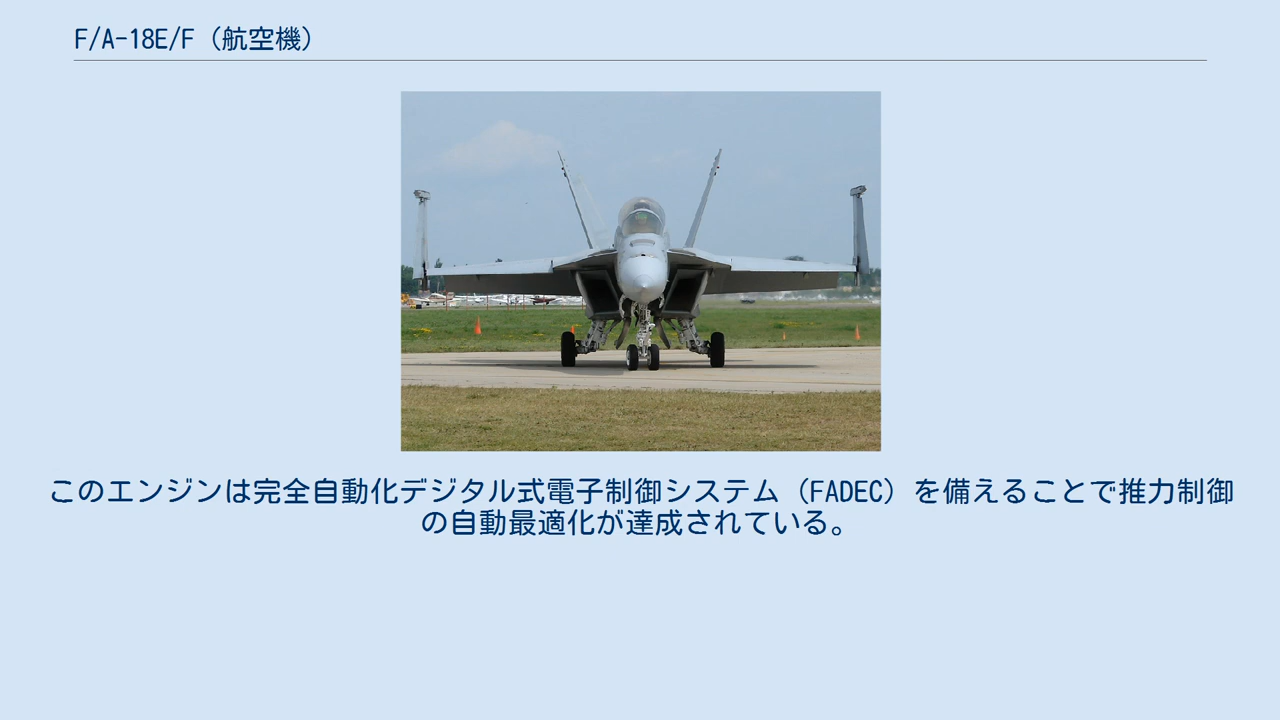 F/A-18E/F（航空機）
このエンジンは完全自動化デジタル式電子制御システム（FADEC）を備えることで推力制御
の自動最適化が達成されている。